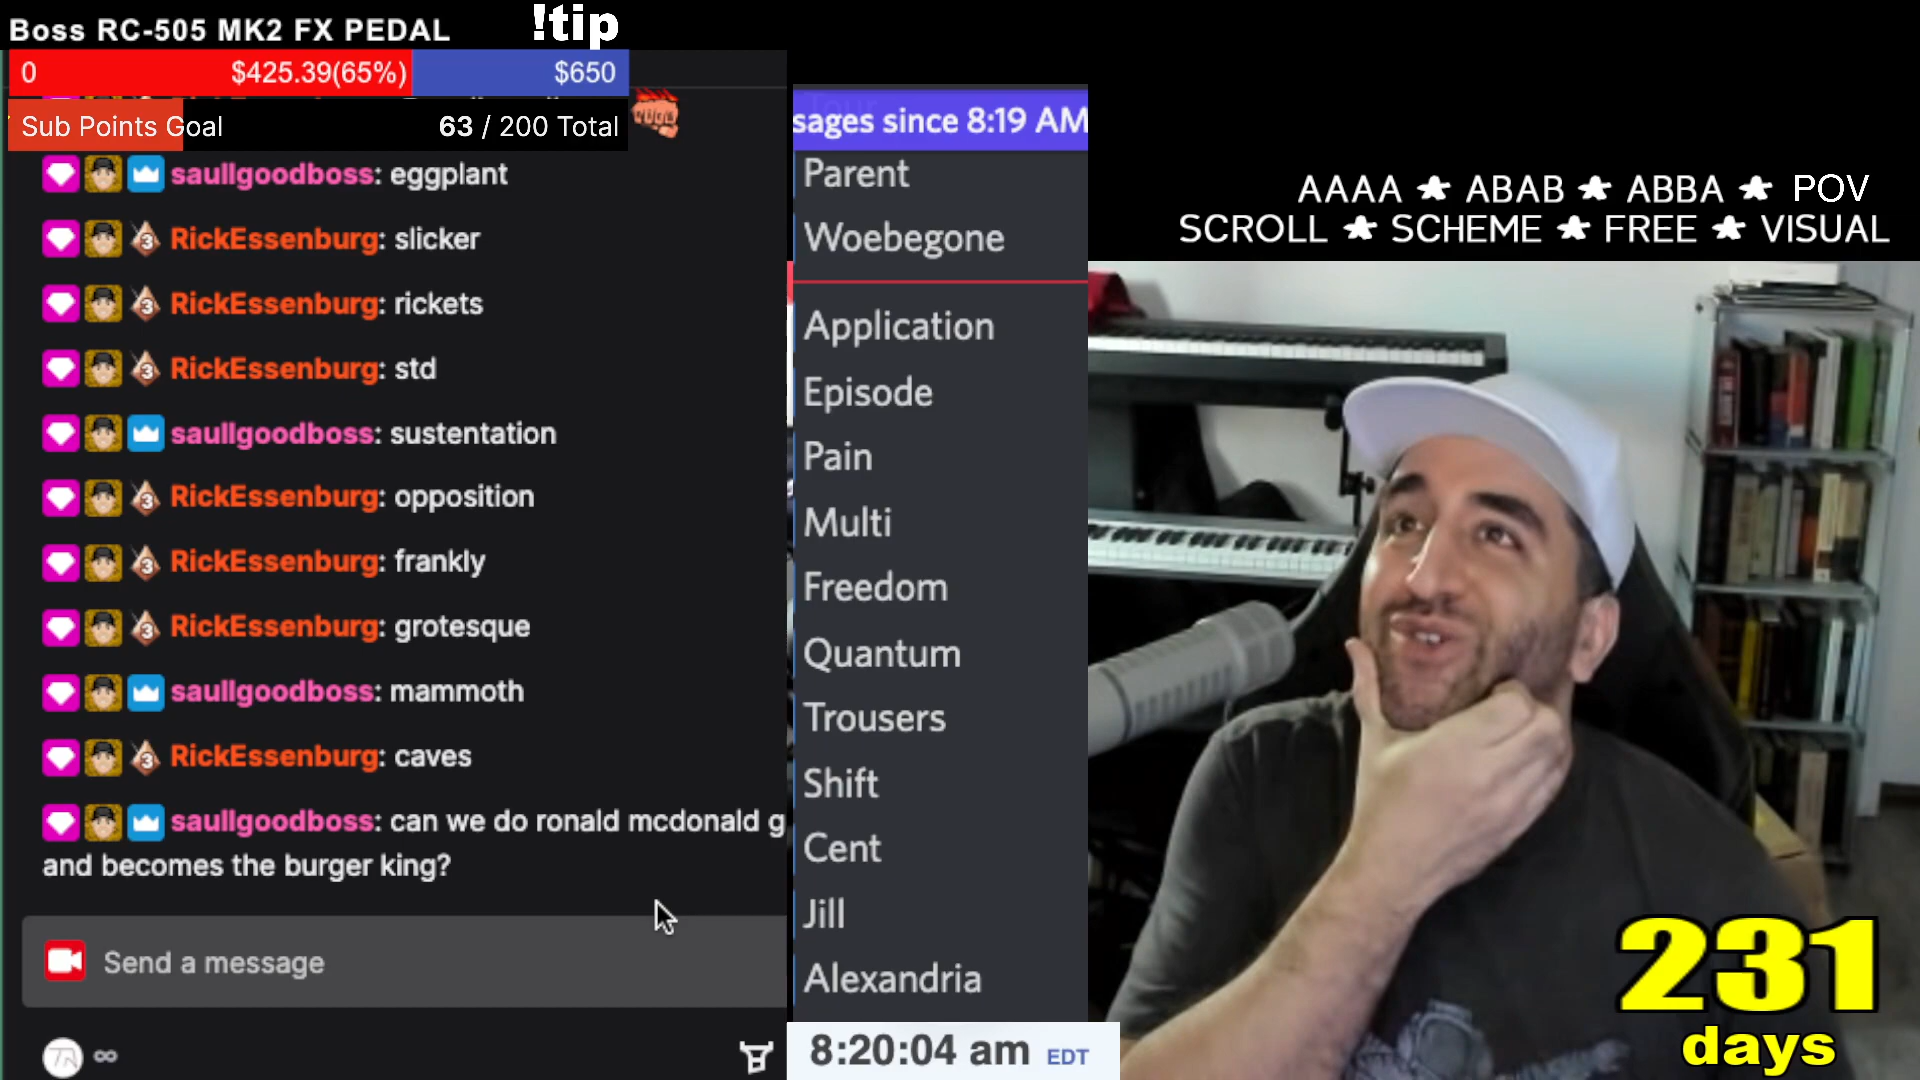 Boss RC-505 MK2 FX PEDAL
!tip
0 $425.39(65%) $650
Sub Points Goal 63 / 200 Total
saullgoodboss: eggplant
RickEssenburg: slicker
RickEssenburg: rickets
RickEssenburg: std
saullgoodboss: sustentation
RickEssenburg: opposition
RickEssenburg: frankly
RickEssenburg: grotesque
saullgoodboss: mammoth
RickEssenburg: caves
saullgoodboss: can we do ronald mcdonald g
and becomes the burger king?
Send a message
∞
sages since 8:19 AM
Parent
Woebegone
Application
Episode
Pain
Multi
Freedom
Quantum
Trousers
Shift
Cent
Jill
Alexandria
8:20:04 am EDT
AAAA ★ ABAB ★ ABBA ★ POV
SCROLL ★ SCHEME ★ FREE ★ VISUAL
231
days